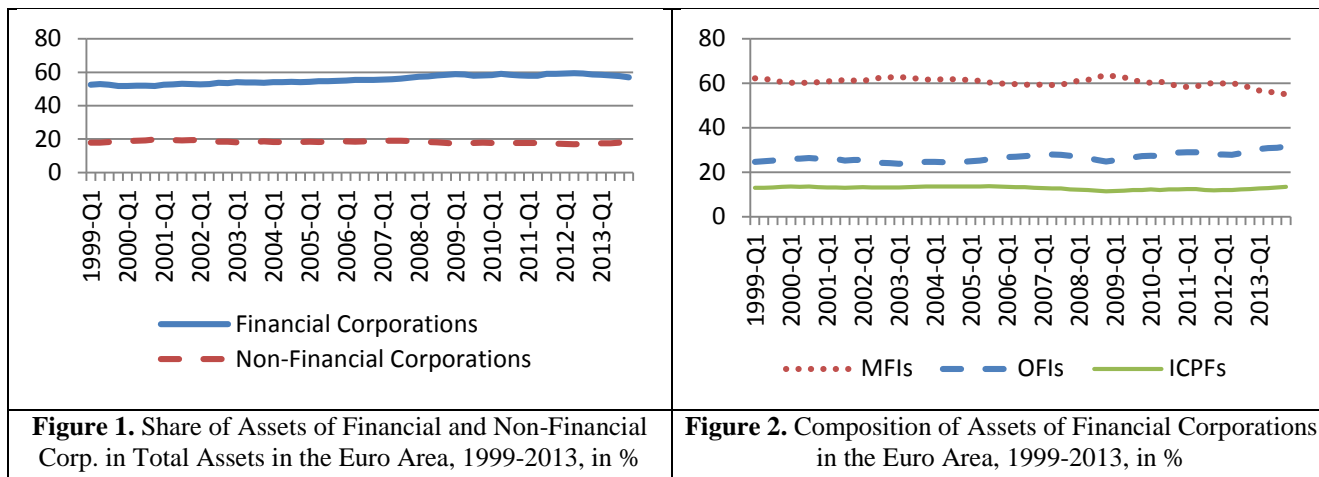 80
60
40
20
0
1999-Q1
2000-Q1
2001-Q1
2002-Q1
2003-Q1
2004-Q1
2005-Q1
2006-Q1
2007-Q1
2008-Q1
2009-Q1
2010-Q1
2011-Q1
2012-Q1
2013-Q1
Financial Corporations
Non-Financial Corporations
Figure 1. Share of Assets of Financial and Non-Financial
Corp. in Total Assets in the Euro Area, 1999-2013, in %
80
60
40
20
0
1999-Q1
2000-Q1
2001-Q1
2002-Q1
2003-Q1
2004-Q1
2005-Q1
2006-Q1
2007-Q1
2008-Q1
2009-Q1
2010-Q1
2011-Q1
2012-Q1
2013-Q1
MFIs OFIs ICPFs
Figure 2. Composition of Assets of Financial Corporations
in the Euro Area, 1999-2013, in %